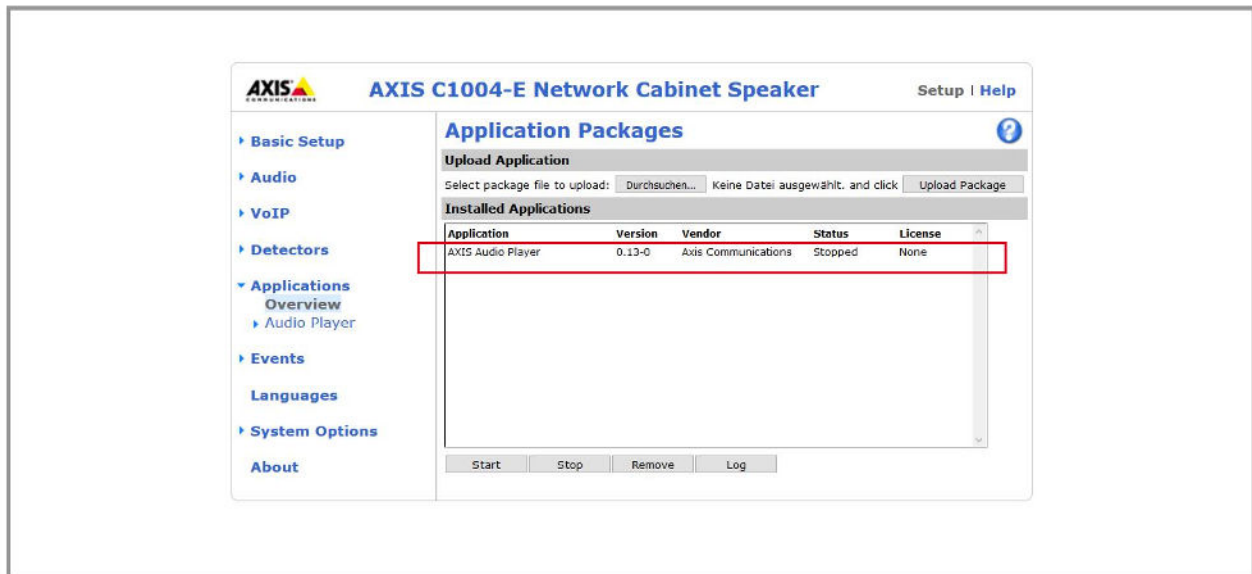 AXIS
COMMUNICATIONS
AXIS C1004-E Network Cabinet Speaker
Setup | Help
Basic Setup
Audio
VoIP
Detectors
Applications
Overview
Audio Player
Events
Languages
System Options
About
Application Packages
?
Upload Application
Select package file to upload: Durchsuchen... Keine Datei ausgewählt. and click Upload Package
Installed Applications
Application Version Vendor Status License
AXIS Audio Player 0.13-0 Axis Communications Stopped None
Start Stop Remove Log